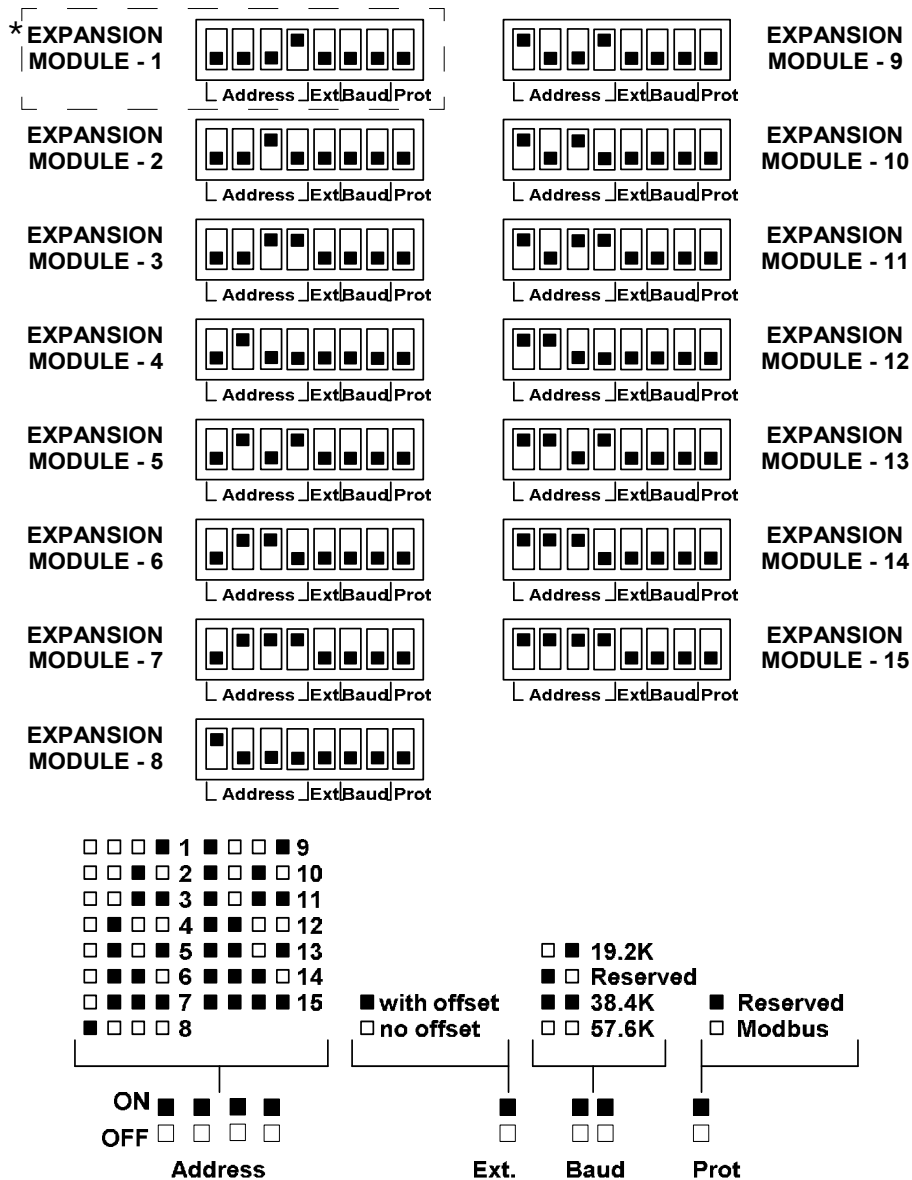 * EXPANSION
MODULE - 1
Address Ext Baud Prot
EXPANSION
MODULE - 9
Address Ext Baud Prot
EXPANSION
MODULE - 2
Address Ext Baud Prot
EXPANSION
MODULE - 10
Address Ext Baud Prot
EXPANSION
MODULE - 3
Address Ext Baud Prot
EXPANSION
MODULE - 11
Address Ext Baud Prot
EXPANSION
MODULE - 4
Address Ext Baud Prot
EXPANSION
MODULE - 12
Address Ext Baud Prot
EXPANSION
MODULE - 5
Address Ext Baud Prot
EXPANSION
MODULE - 13
Address Ext Baud Prot
EXPANSION
MODULE - 6
Address Ext Baud Prot
EXPANSION
MODULE - 14
Address Ext Baud Prot
EXPANSION
MODULE - 7
Address Ext Baud Prot
EXPANSION
MODULE - 15
Address Ext Baud Prot
EXPANSION
MODULE - 8
Address Ext Baud Prot
1 9
2 10
3 11
4 12
5 13
6 14
7 15
8
with offset
no offset
19.2K
Reserved
38.4K
57.6K
Reserved
Modbus
ON
OFF
Address Ext. Baud Prot